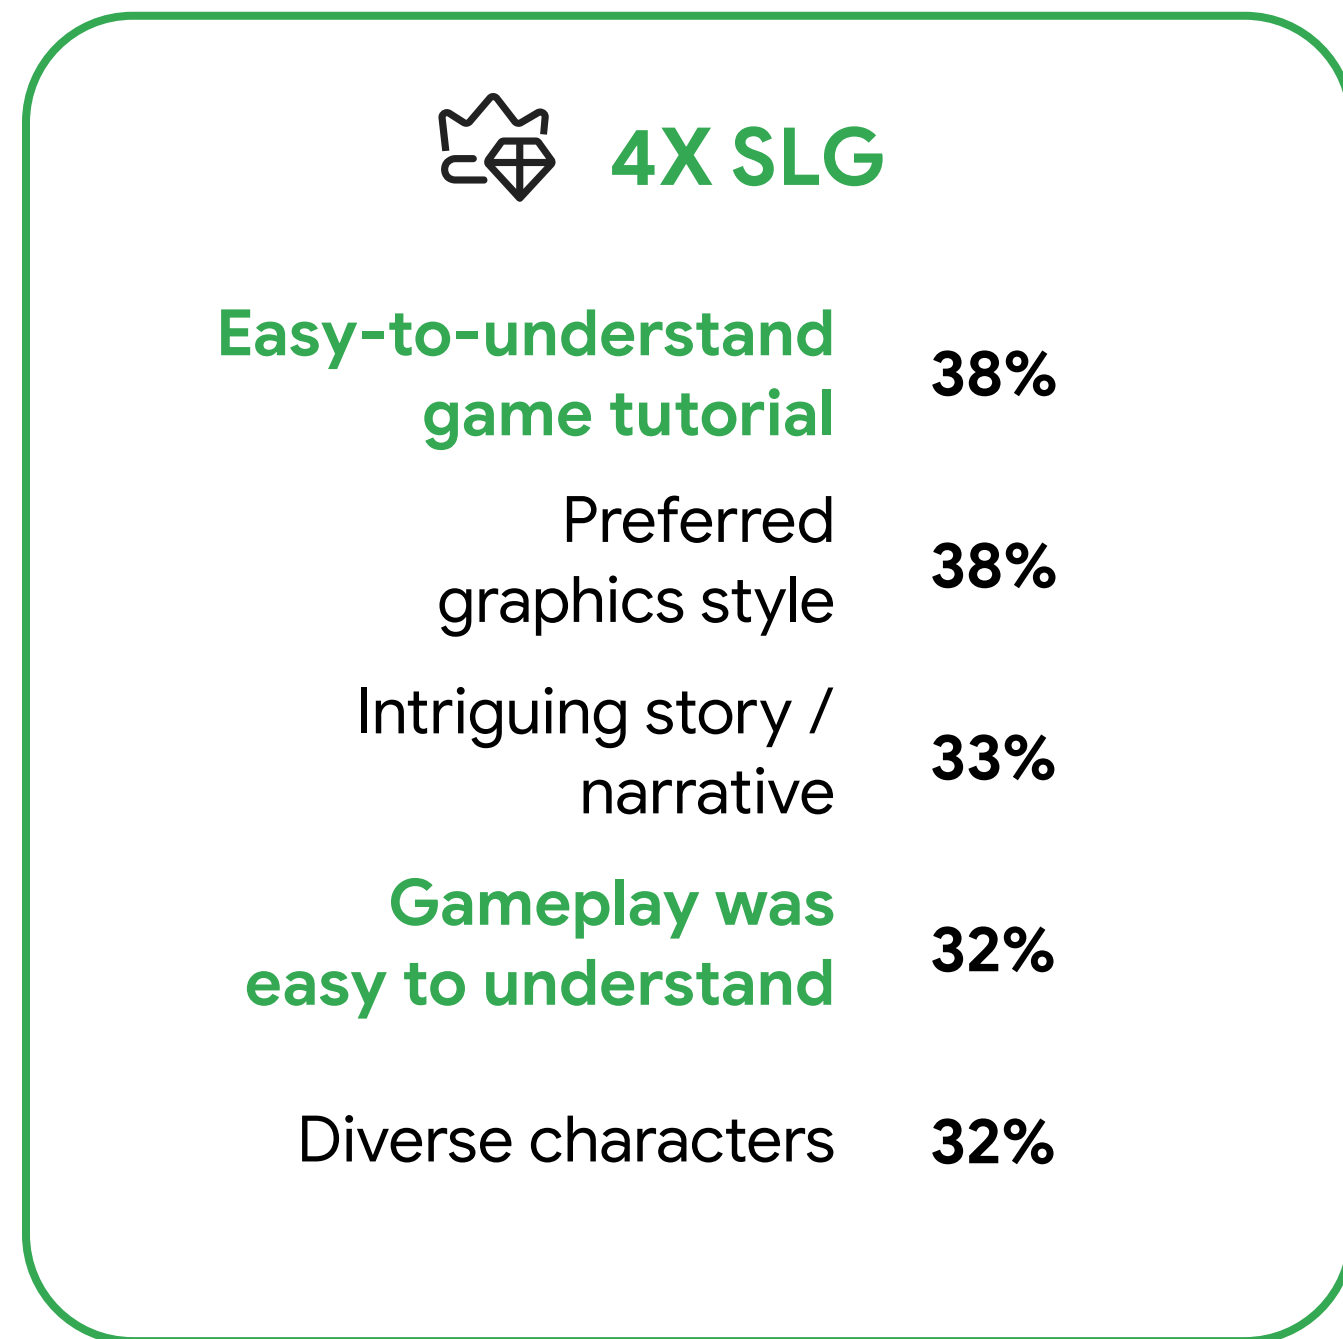 4X SLG
Easy-to-understand
game tutorial
38%
Preferred
graphics style
38%
Intriguing story /
narrative
33%
Gameplay was
easy to understand
32%
Diverse characters
32%